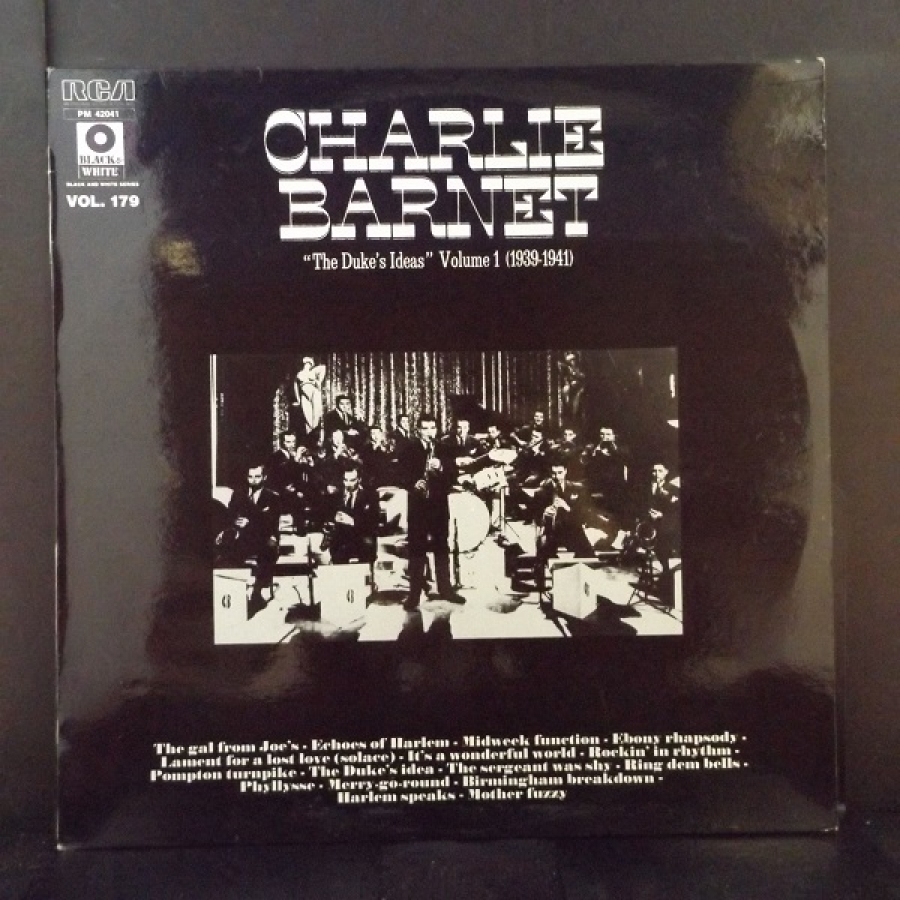 RCA
PM 42041
BLACK &
WHITE
BLACK AND WHITE SERIES
VOL. 179
CHARLIE
BARNET
“The Duke’s Ideas” Volume 1 (1939-1941)
The gal from Joe's - Echoes of Harlem - Midweek function - Ebony rhapsody -
Lament for a lost love (solace) - It's a wonderful world - Rockin' in rhythm -
Pompton turnpike - The Duke's idea - The sergeant was shy - Ring dem bells -
Phyllysse - Merry-go-round - Birmingham breakdown -
Harlem speaks - Mother fuzzy